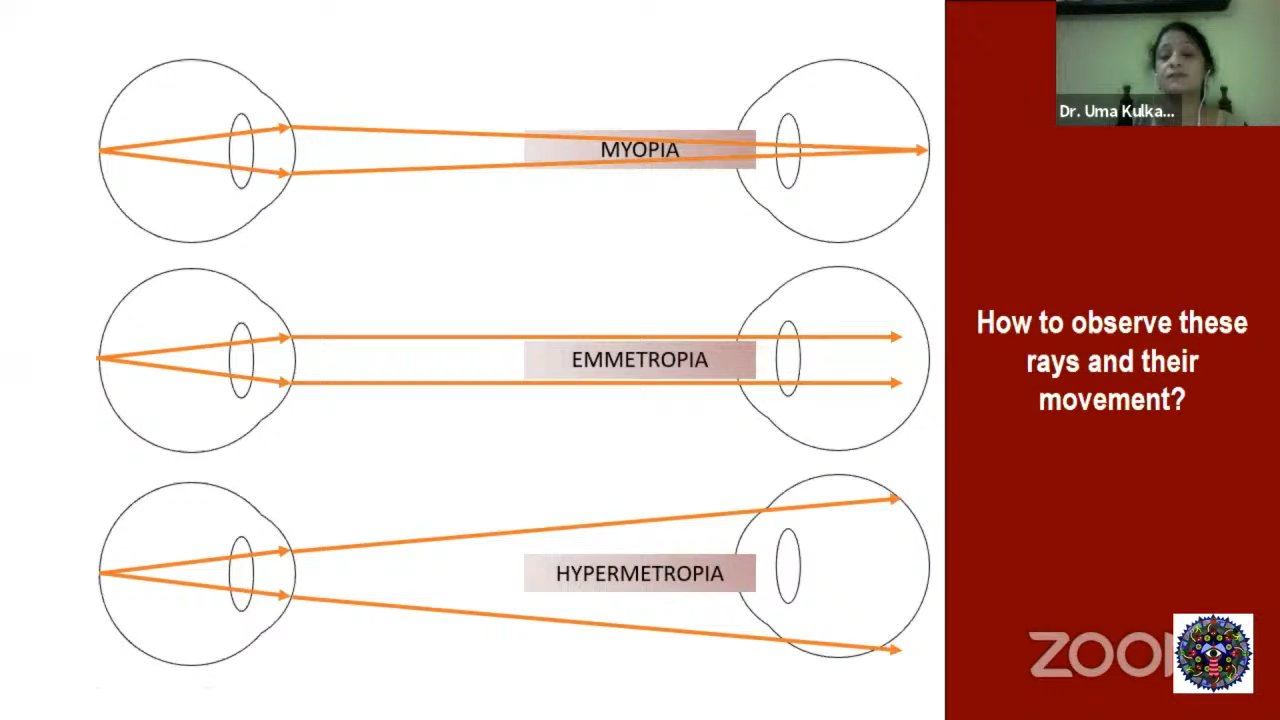 Dr. Uma Kulka...
MYOPIA
EMMETROPIA
How to observe these
rays and their
movement?
HYPERMETROPIA
ZOOM